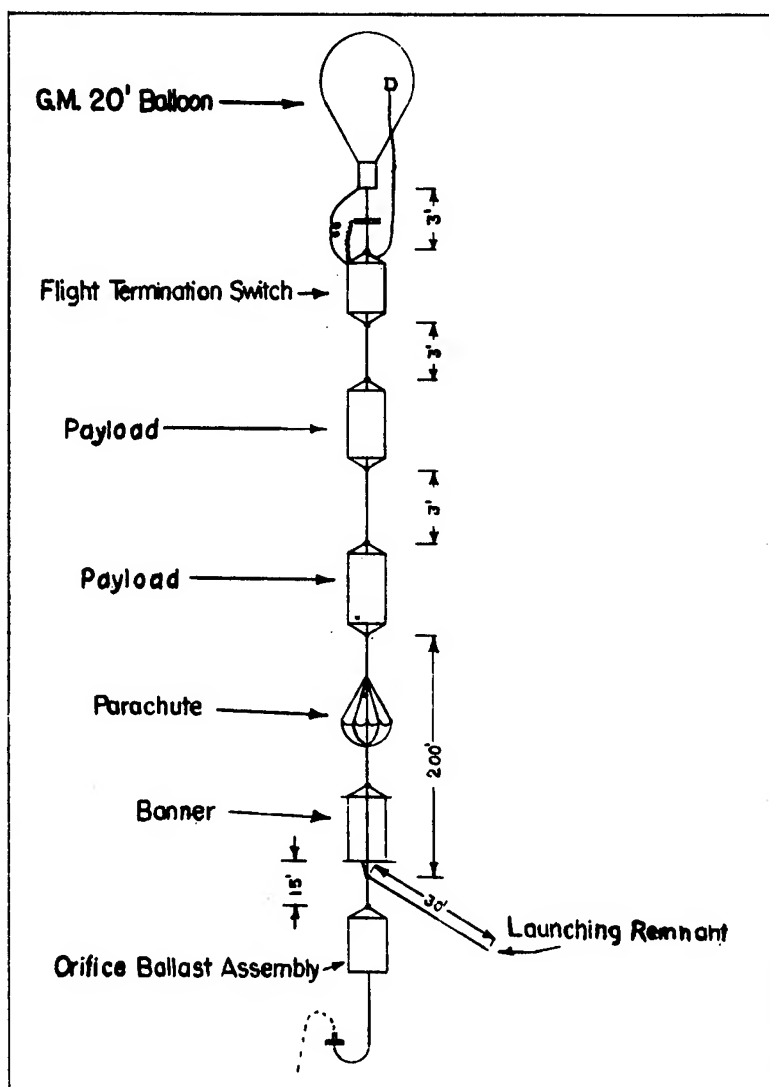 D
G.M. 20' Balloon
3'
Flight Termination Switch
3'
Payload
3'
Payload
Parachute
200'
Banner
15'
30'
Launching Remnant
Orifice Ballast Assembly